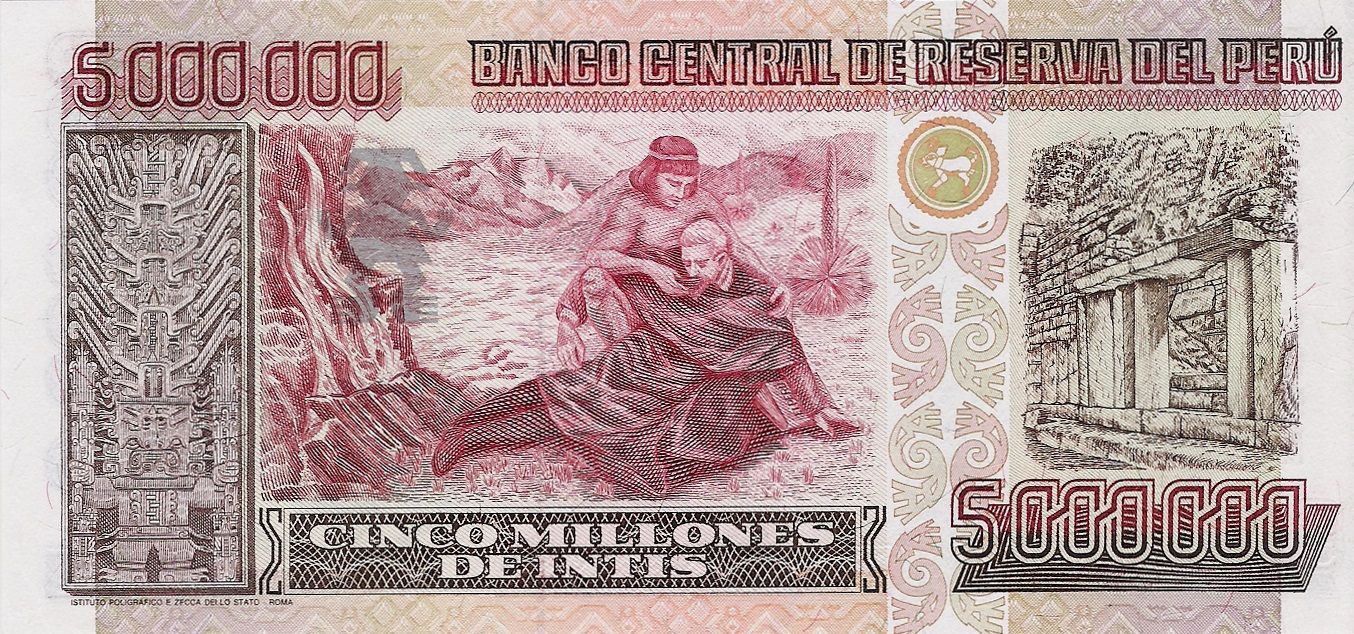 5 000 000
BANCO CENTRAL DE RESERVA DEL PERÚ
CINCO MILLONES
DE INTIS
5 000 000
ISTITUTO POLIGRAFICO E ZECCA DELLO STATO - ROMA